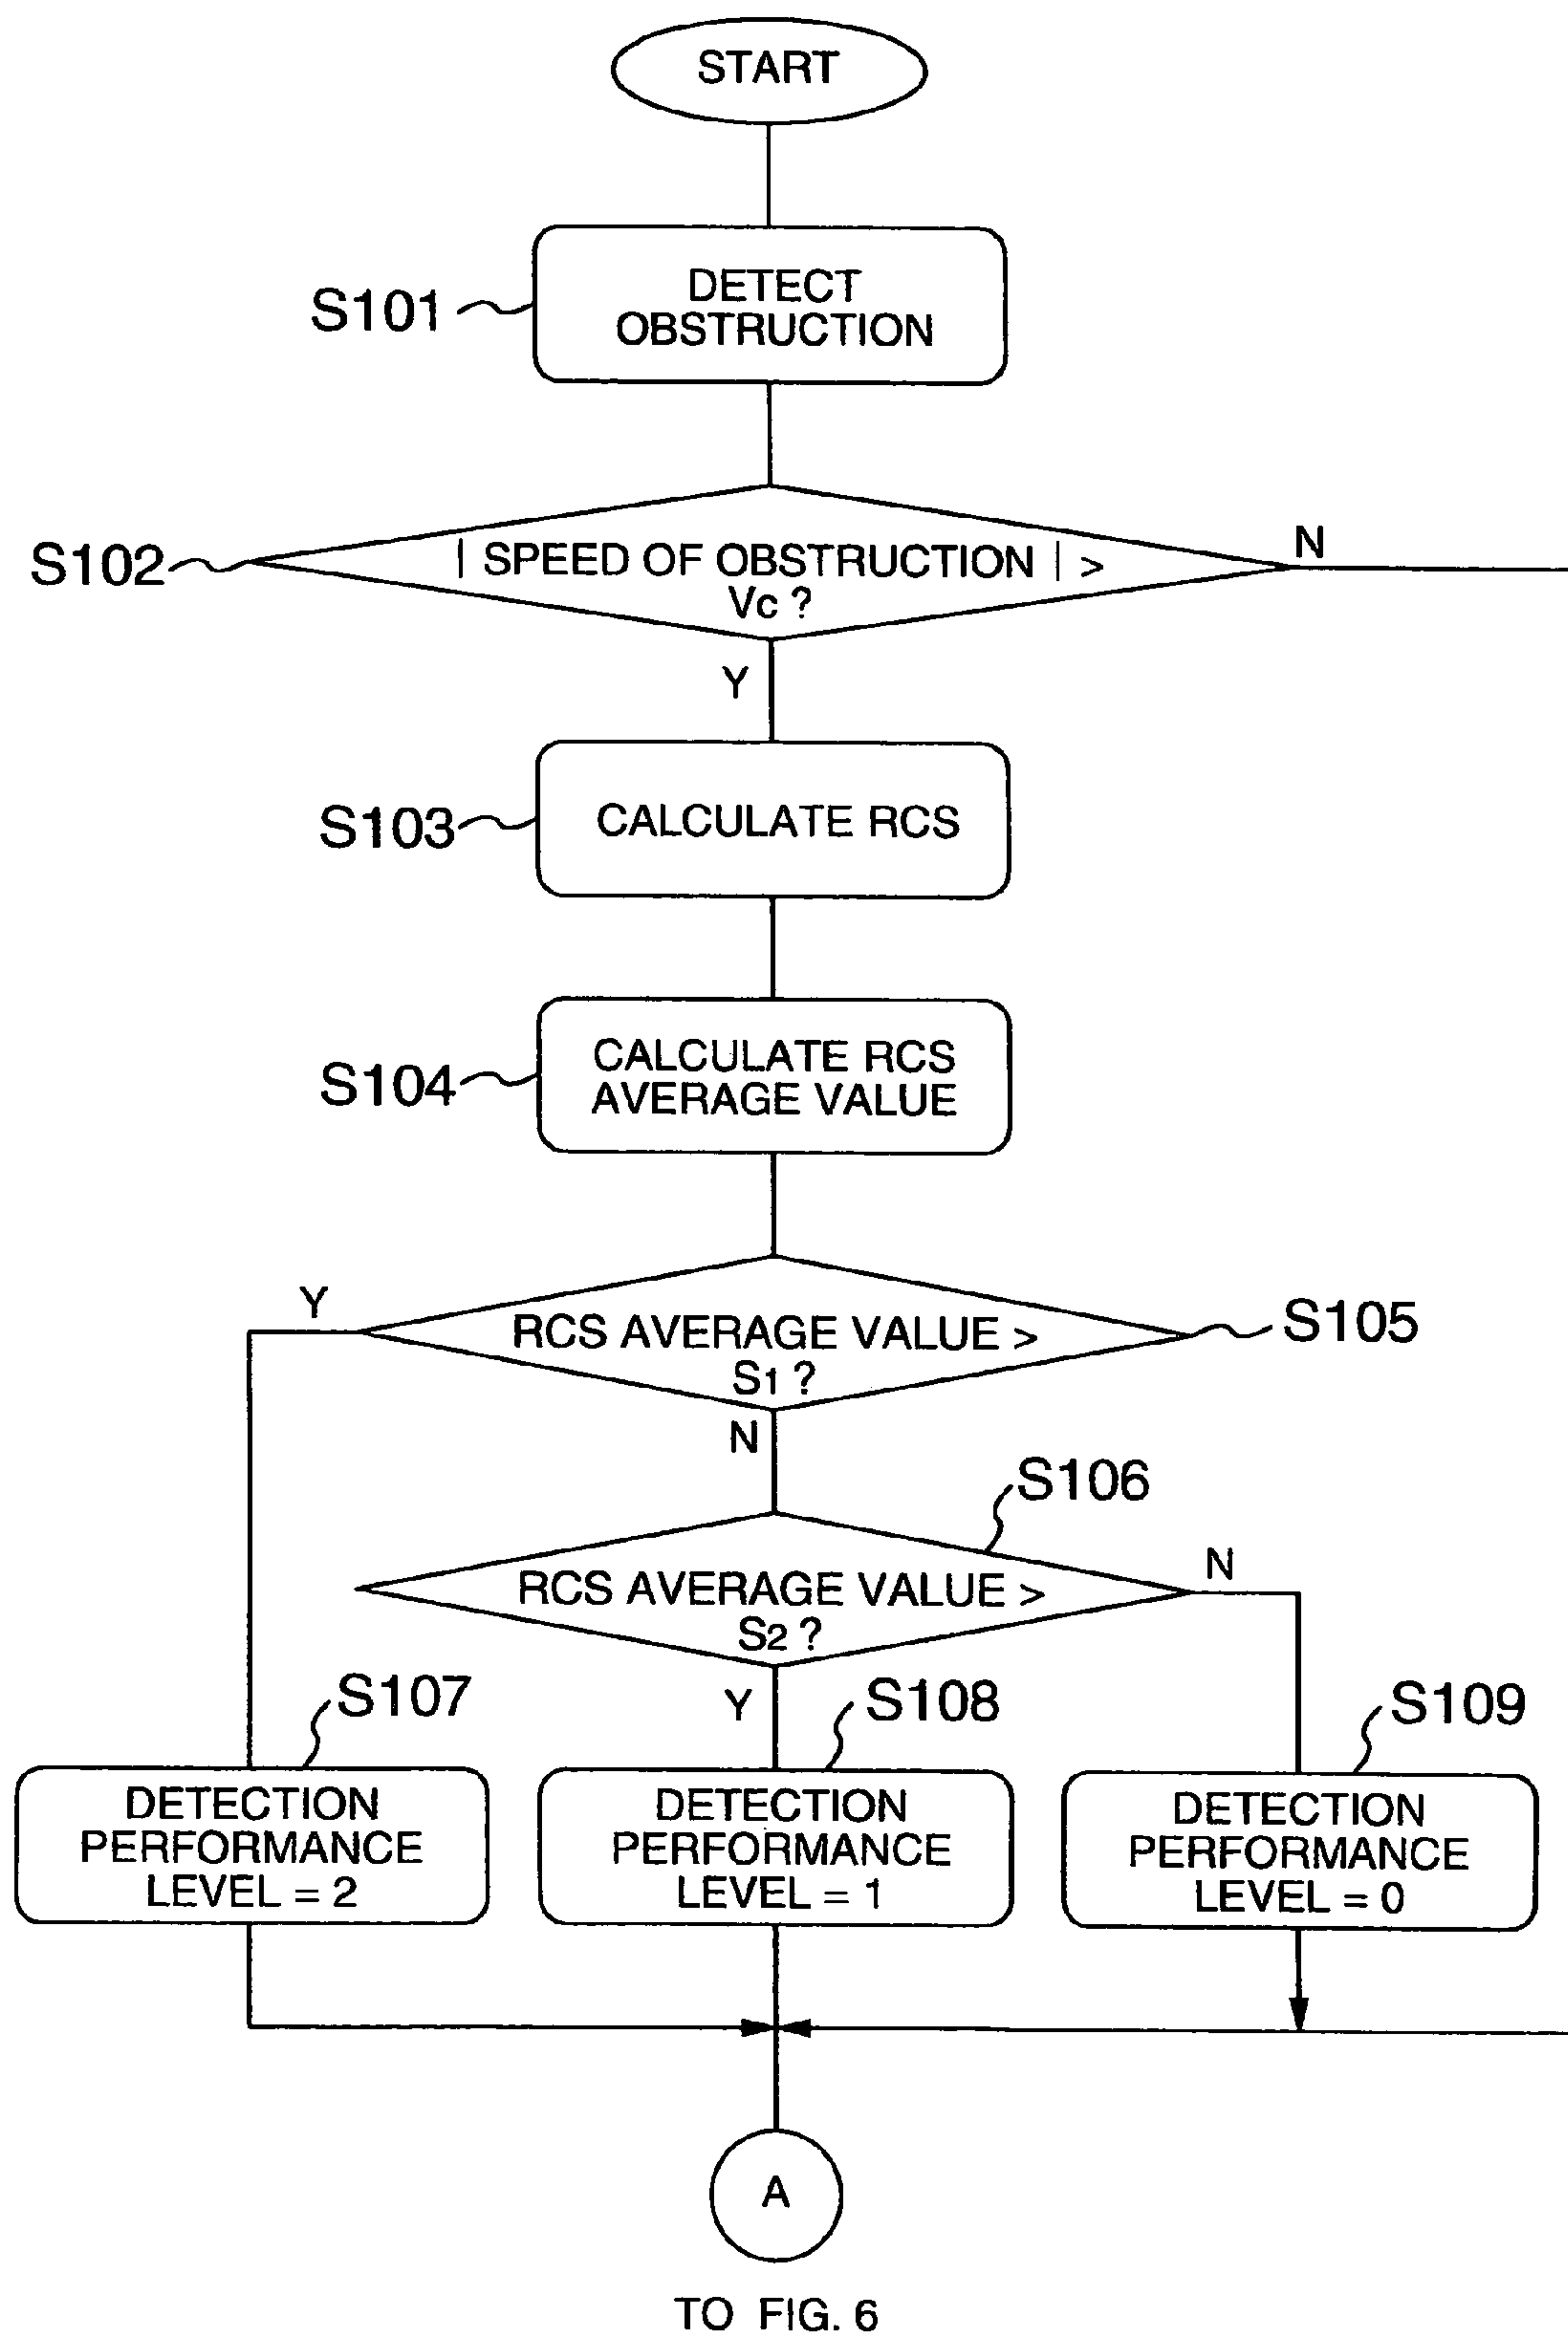 START
S101
DETECT
OBSTRUCTION
S102
| SPEED OF OBSTRUCTION | >
Vc ?
N
Y
S103
CALCULATE RCS
S104
CALCULATE RCS
AVERAGE VALUE
Y
RCS AVERAGE VALUE >
S1 ?
S105
N
S106
RCS AVERAGE VALUE >
S2 ?
N
Y
S107
DETECTION
PERFORMANCE
LEVEL = 2
S108
DETECTION
PERFORMANCE
LEVEL = 1
S109
DETECTION
PERFORMANCE
LEVEL = 0
A
TO FIG. 6